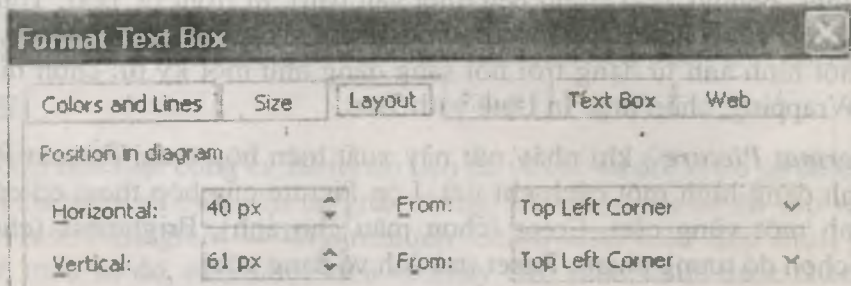 Format Text Box
Colors and Lines Size Layout Text Box Web
Position in diagram
Horizontal: 40 px From: Top Left Corner
Vertical: 61 px From: Top Left Corner